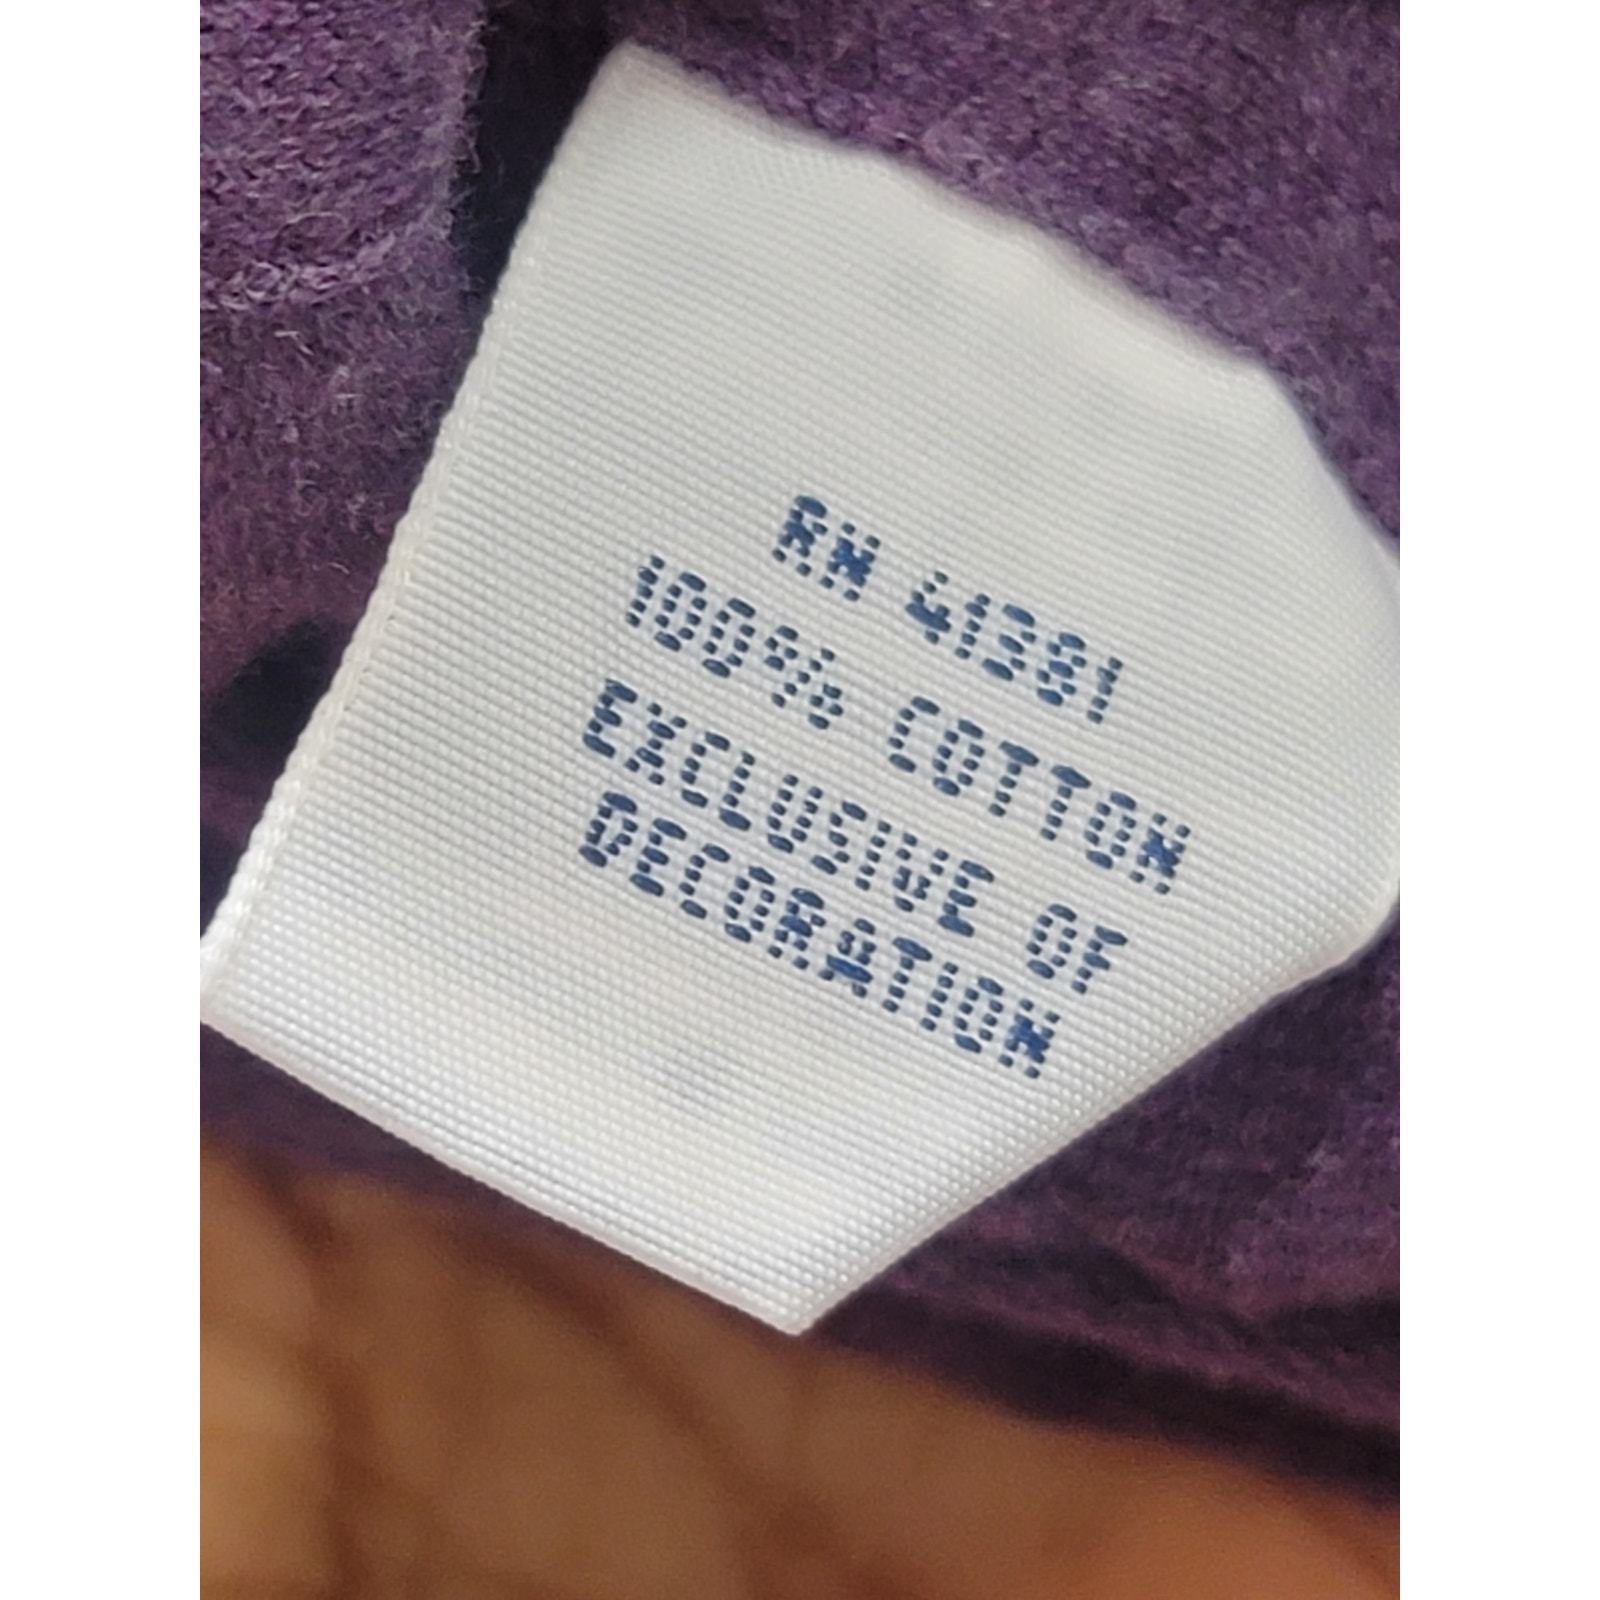 RN 41381
100% COTTON
EXCLUSIVE OF
DECORATION